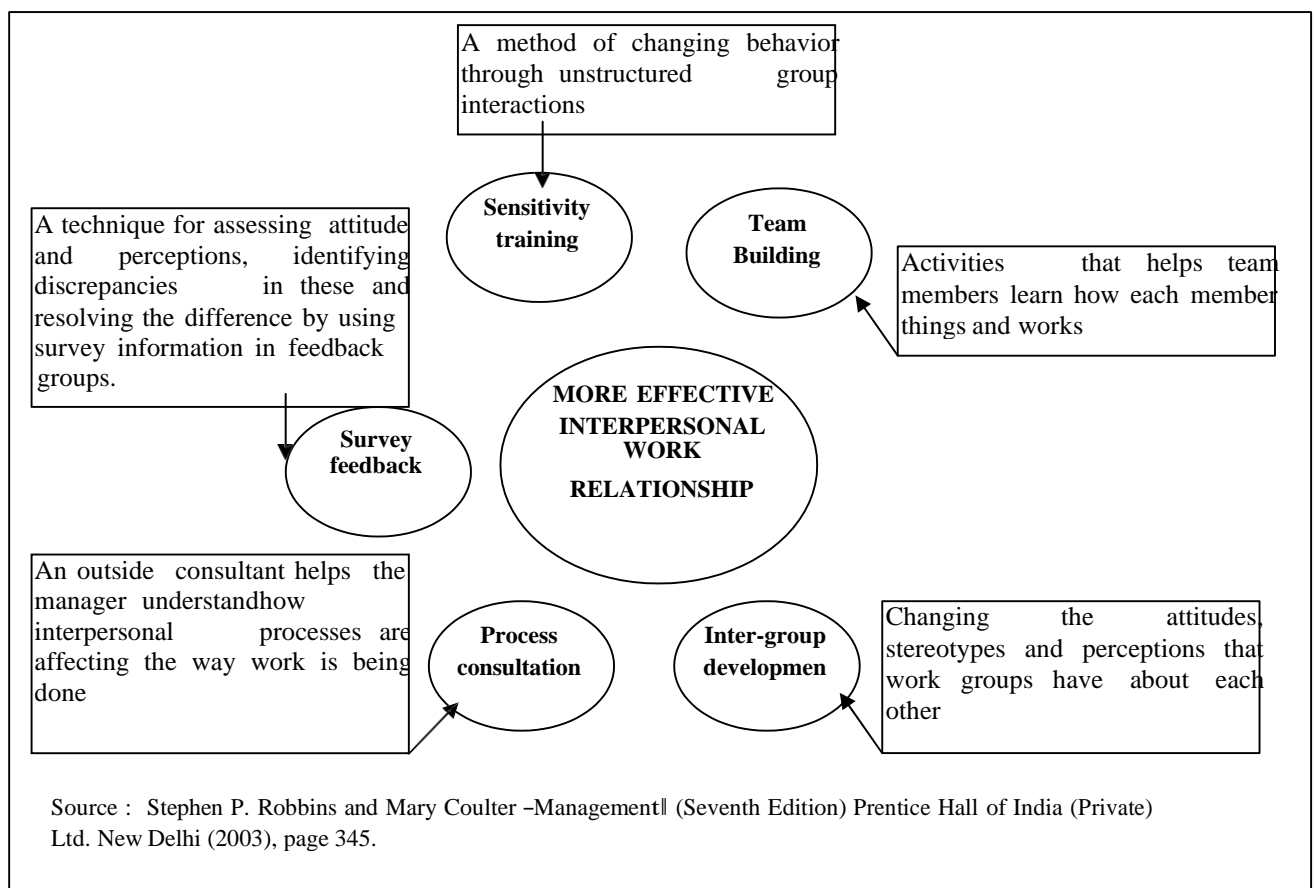 A method of changing behavior
through unstructured group
interactions
Sensitivity
training
Team
Building
A technique for assessing attitude
and perceptions, identifying
discrepancies in these and
resolving the difference by using
survey information in feedback
groups.
Activities that helps team
members learn how each member
things and works
MORE EFFECTIVE
INTERPERSONAL
WORK
RELATIONSHIP
Survey
feedback
An outside consultant helps the
manager understandhow
interpersonal processes are
affecting the way work is being
done
Process
consultation
Inter-group
developmen
Changing the attitudes,
stereotypes and perceptions that
work groups have about each
other
Source : Stephen P. Robbins and Mary Coulter –Management‖ (Seventh Edition) Prentice Hall of India (Private)
Ltd. New Delhi (2003), page 345.